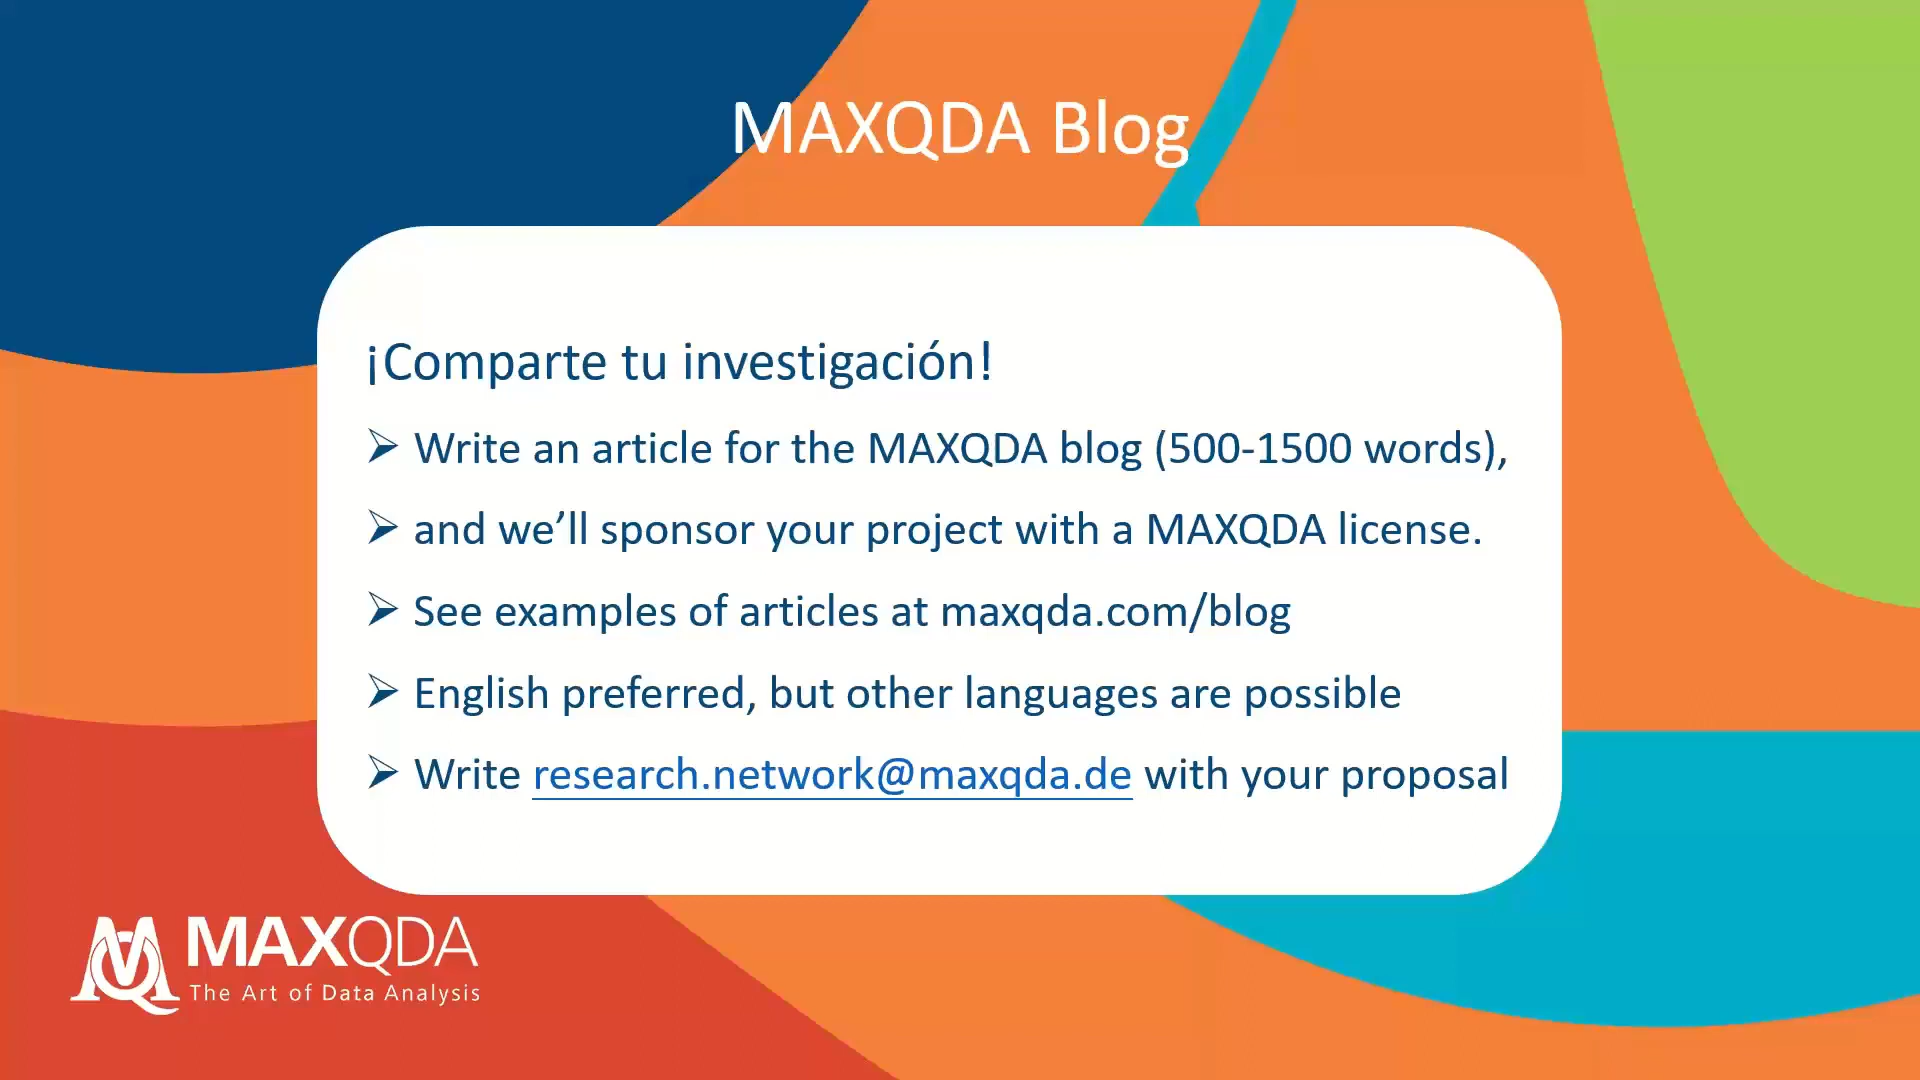 MAXQDA Blog
¡Comparte tu investigación!
➢ Write an article for the MAXQDA blog (500-1500 words),
➢ and we’ll sponsor your project with a MAXQDA license.
➢ See examples of articles at maxqda.com/blog
➢ English preferred, but other languages are possible
➢ Write research.network@maxqda.de with your proposal
MAXQDA
The Art of Data Analysis